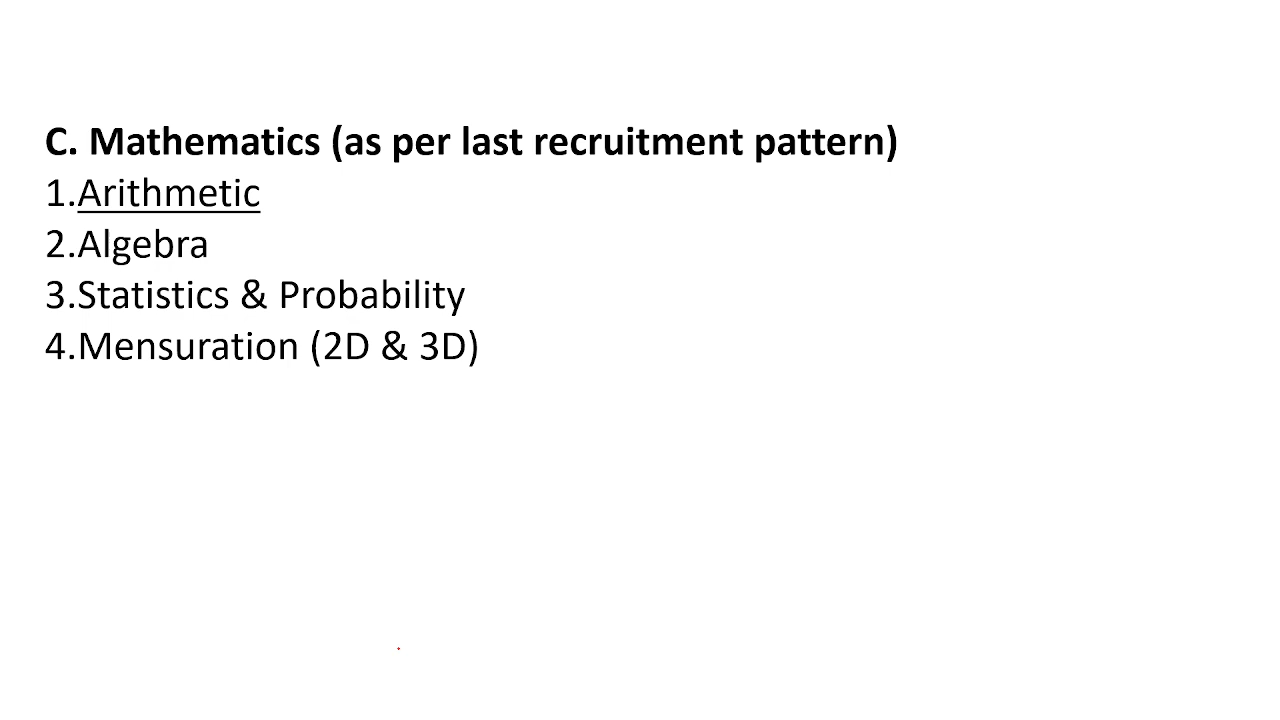 C. Mathematics (as per last recruitment pattern)
1.Arithmetic
2.Algebra
3.Statistics & Probability
4.Mensuration (2D & 3D)